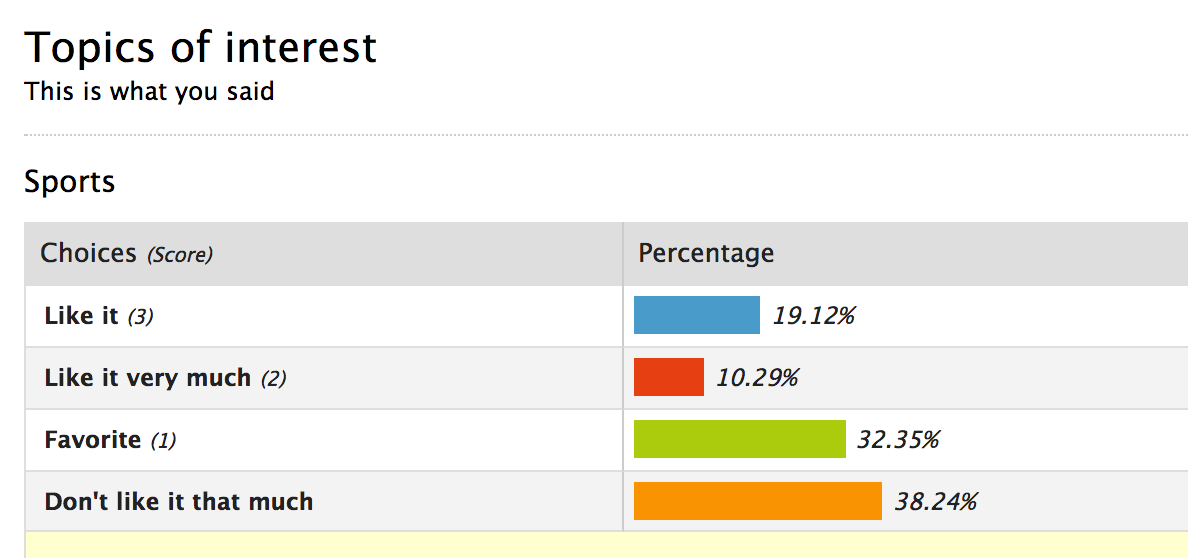 Topics of interest
This is what you said
Sports
Choices (Score) Percentage
Like it (3) 19.12%
Like it very much (2) 10.29%
Favorite (1) 32.35%
Don't like it that much 38.24%